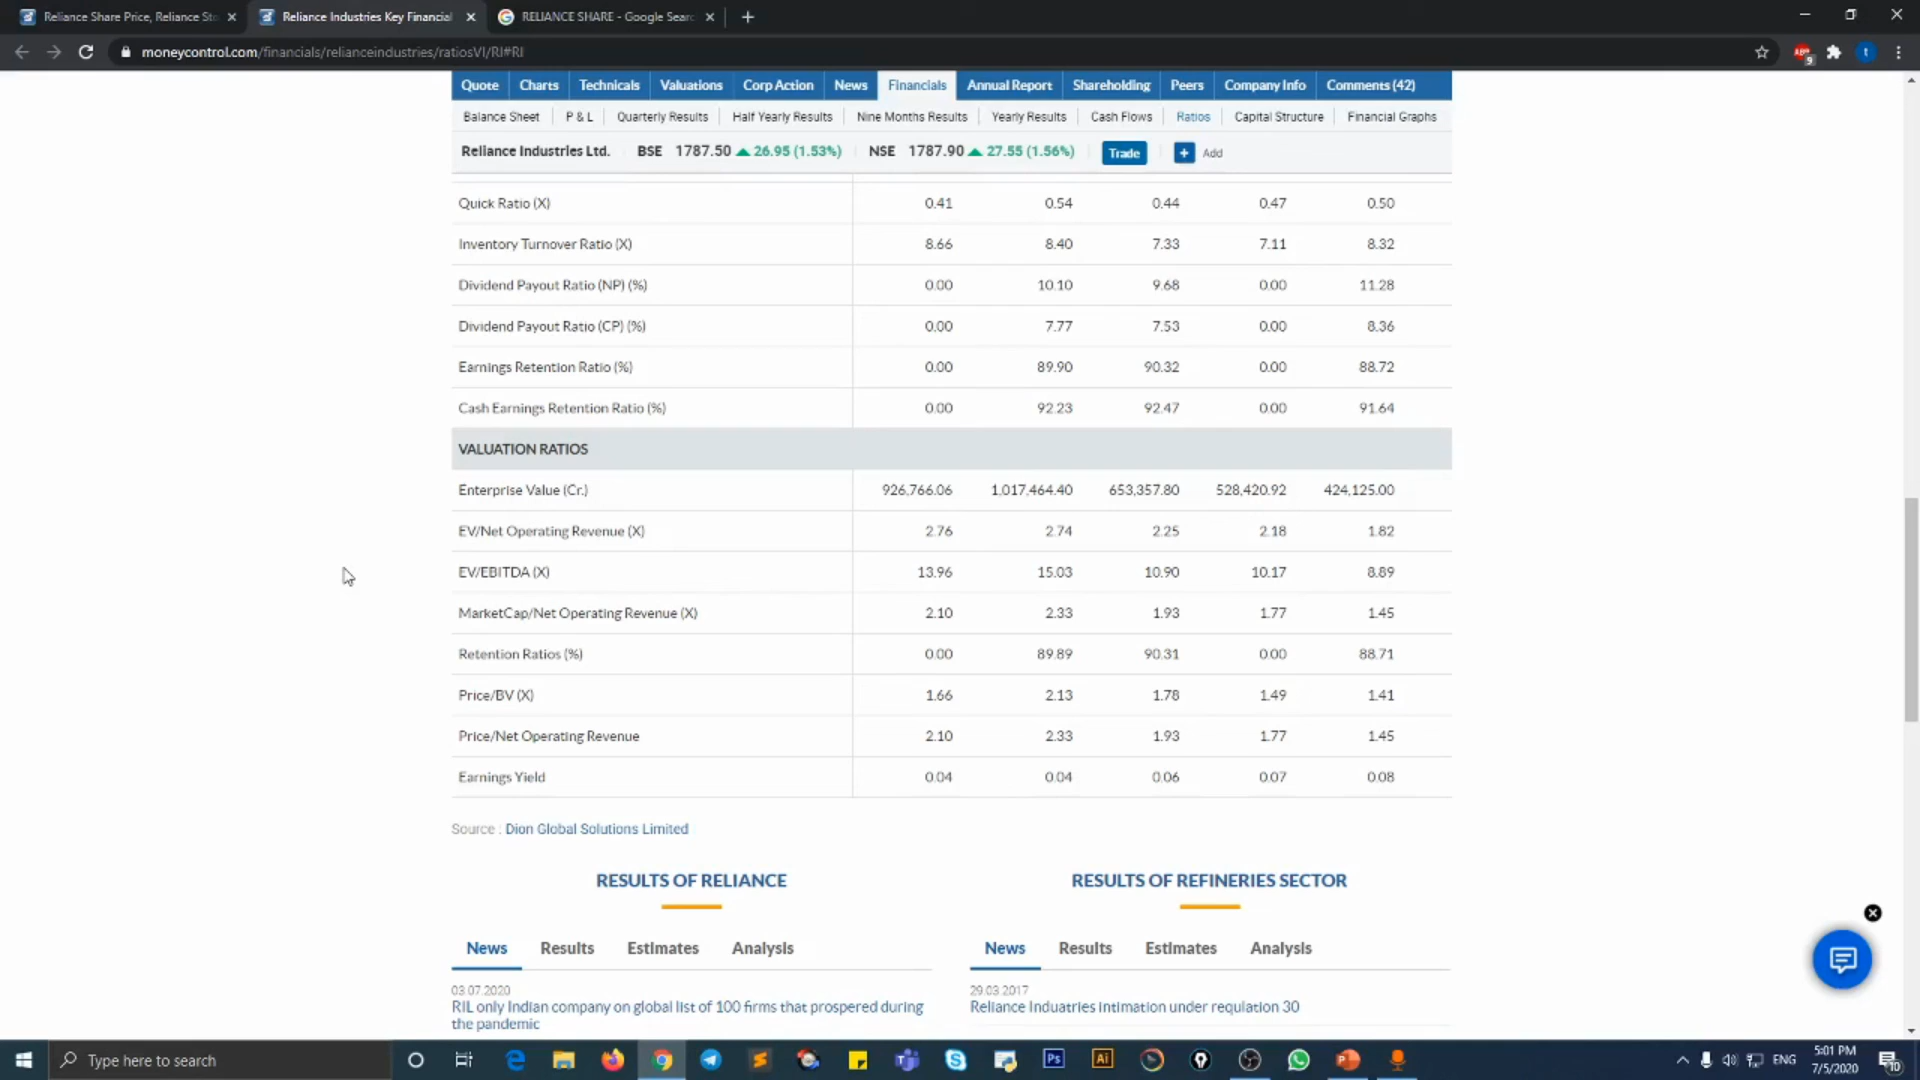 Reliance Share Price, Reliance Sto
Reliance Industries Key Financial
RELIANCE SHARE - Google Searc
moneycontrol.com/financials/relianceindustries/ratiosVI/RI#RI
ABP
9
t
Quote Charts Technicals Valuations Corp Action News Financials Annual Report Shareholding Peers Company Info Comments (42)
Balance Sheet P & L Quarterly Results Half Yearly Results Nine Months Results Yearly Results Cash Flows Ratios Capital Structure Financial Graphs
Reliance Industries Ltd. BSE 1787.50 26.95 (1.53%) NSE 1787.90 27.55 (1.56%) Trade + Add
Quick Ratio (X) 0.41 0.54 0.44 0.47 0.50
Inventory Turnover Ratio (X) 8.66 8.40 7.33 7.11 8.32
Dividend Payout Ratio (NP) (%) 0.00 10.10 9.68 0.00 11.28
Dividend Payout Ratio (CP) (%) 0.00 7.77 7.53 0.00 8.36
Earnings Retention Ratio (%) 0.00 89.90 90.32 0.00 88.72
Cash Earnings Retention Ratio (%) 0.00 92.23 92.47 0.00 91.64
VALUATION RATIOS
Enterprise Value (Cr.) 926,766.06 1,017,464.40 653,357.80 528,420.92 424,125.00
EV/Net Operating Revenue (X) 2.76 2.74 2.25 2.18 1.82
EV/EBITDA (X) 13.96 15.03 10.90 10.17 8.89
MarketCap/Net Operating Revenue (X) 2.10 2.33 1.93 1.77 1.45
Retention Ratios (%) 0.00 89.89 90.31 0.00 88.71
Price/BV (X) 1.66 2.13 1.78 1.49 1.41
Price/Net Operating Revenue 2.10 2.33 1.93 1.77 1.45
Earnings Yield 0.04 0.04 0.06 0.07 0.08
Source : Dion Global Solutions Limited
RESULTS OF RELIANCE
News Results Estimates Analysis
03.07.2020
RIL only Indian company on global list of 100 firms that prospered during
the pandemic
RESULTS OF REFINERIES SECTOR
News Results Estimates Analysis
29.03.2017
Reliance Induatries intimation under requlation 30
Type here to search
Ps
Ai
ENG
5:01 PM
7/5/2020
10